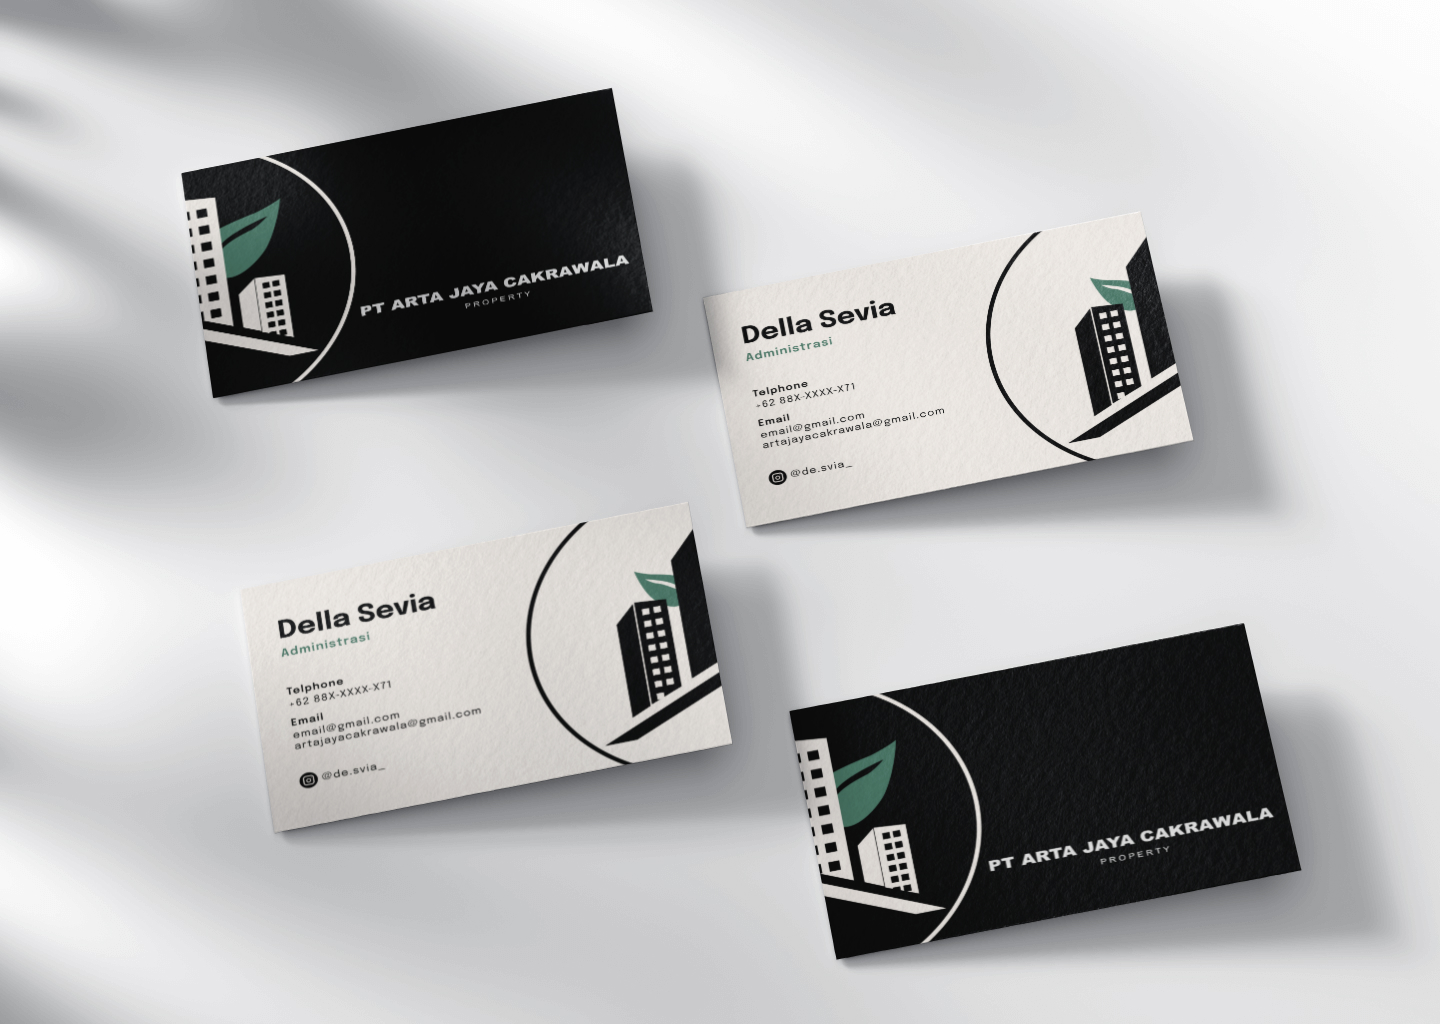 PT ARTA JAYA CAKRAWALA
PROPERTY
Della Sevia
Administrasi
Telphone
+62 88X-XXXX-X71
Email
email@gmail.com
artajayacakrawala@gmail.com
@de.svia_
Della Sevia
Administrasi
Telphone
+62 88X-XXXX-X71
Email
email@gmail.com
artajayacakrawala@gmail.com
@de.svia_
PT ARTA JAYA CAKRAWALA
PROPERTY